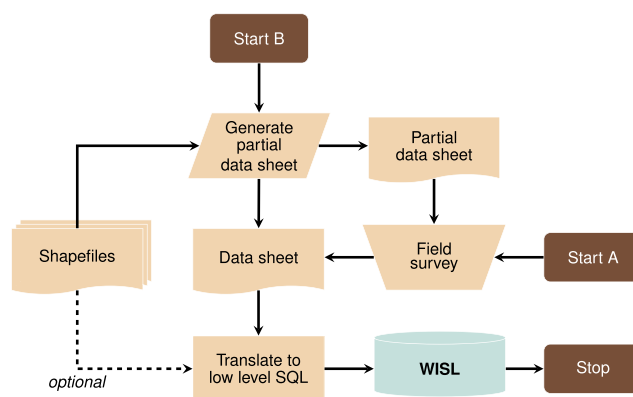 Start B
Generate
partial
data sheet
Partial
data sheet
Shapefiles
Data sheet
Field
survey
Start A
optional
Translate to
low level SQL
WISL
Stop